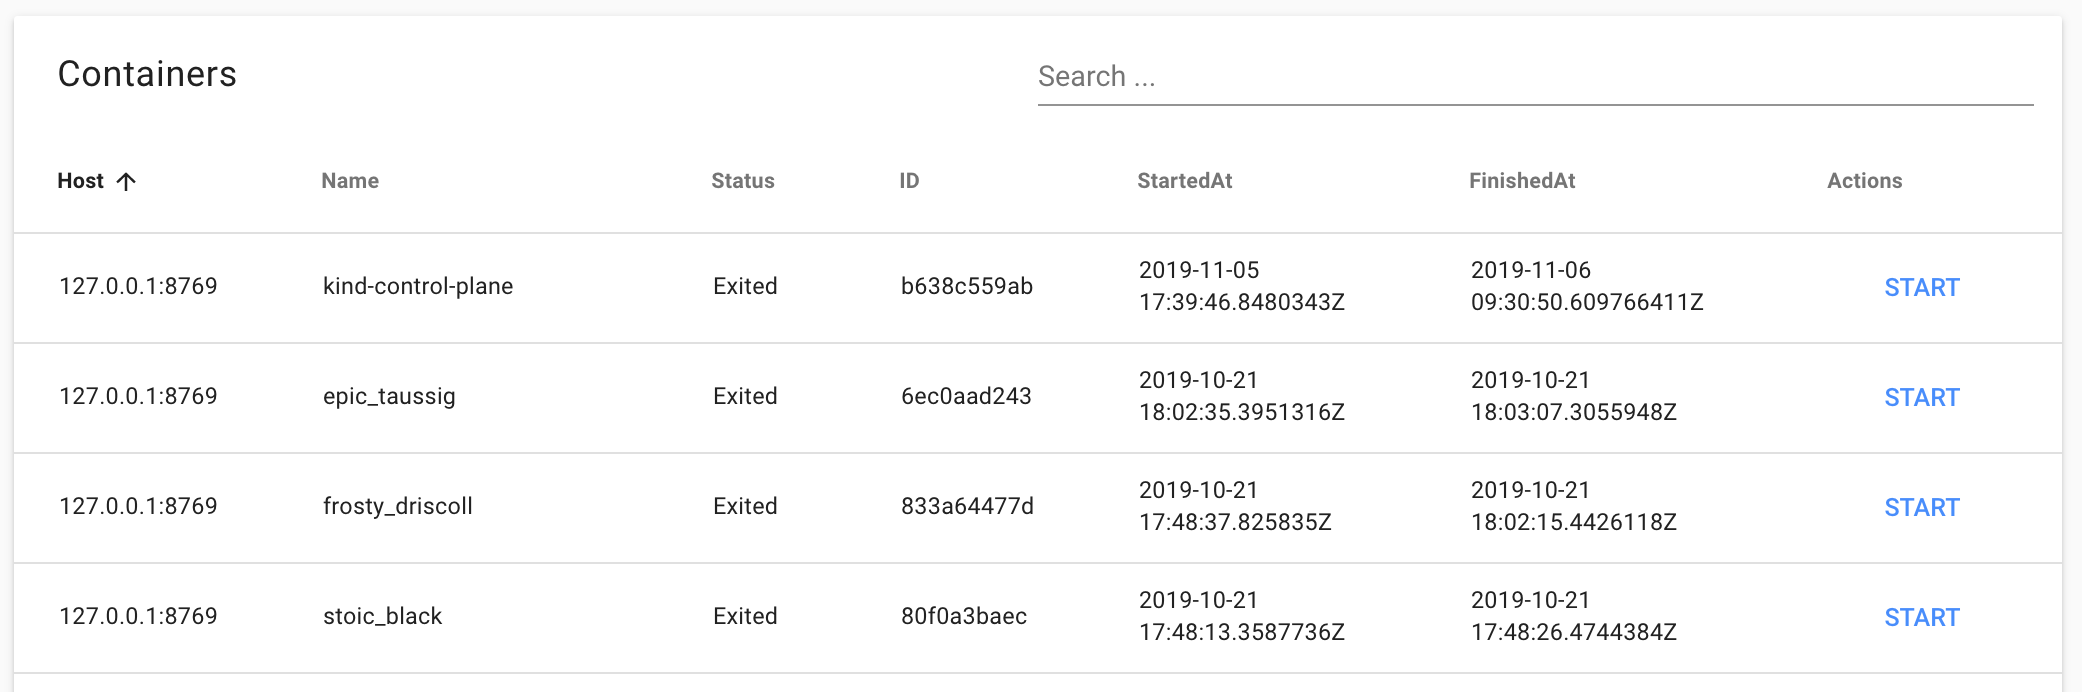 Containers
Search ...
Host Name Status ID StartedAt FinishedAt Actions
127.0.0.1:8769 kind-control-plane Exited b638c559ab 2019-11-05 17:39:46.8480343Z 2019-11-06 09:30:50.609766411Z START
127.0.0.1:8769 epic_taussig Exited 6ec0aad243 2019-10-21 18:02:35.3951316Z 2019-10-21 18:03:07.3055948Z START
127.0.0.1:8769 frosty_driscoll Exited 833a64477d 2019-10-21 17:48:37.825835Z 2019-10-21 18:02:15.4426118Z START
127.0.0.1:8769 stoic_black Exited 80f0a3baec 2019-10-21 17:48:13.3587736Z 2019-10-21 17:48:26.4744384Z START